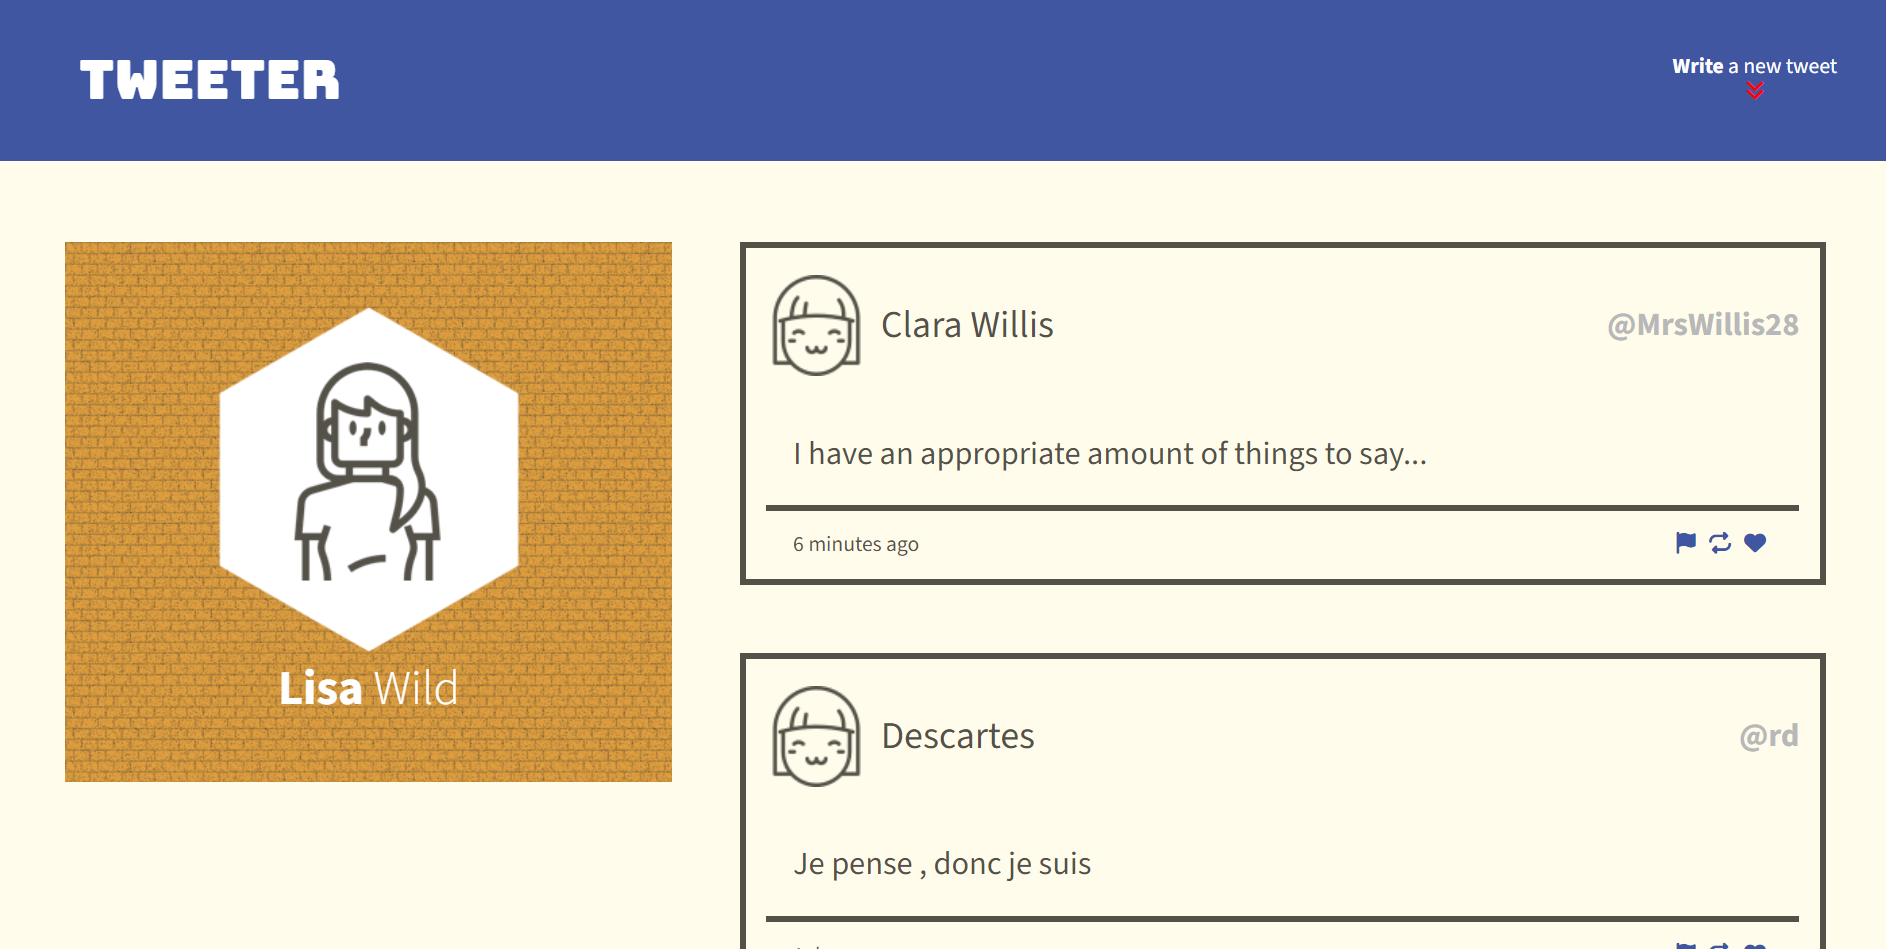 TWEETER
Write a new tweet
Lisa Wild
Clara Willis
@MrsWillis28
I have an appropriate amount of things to say...
6 minutes ago
Descartes
@rd
Je pense , donc je suis